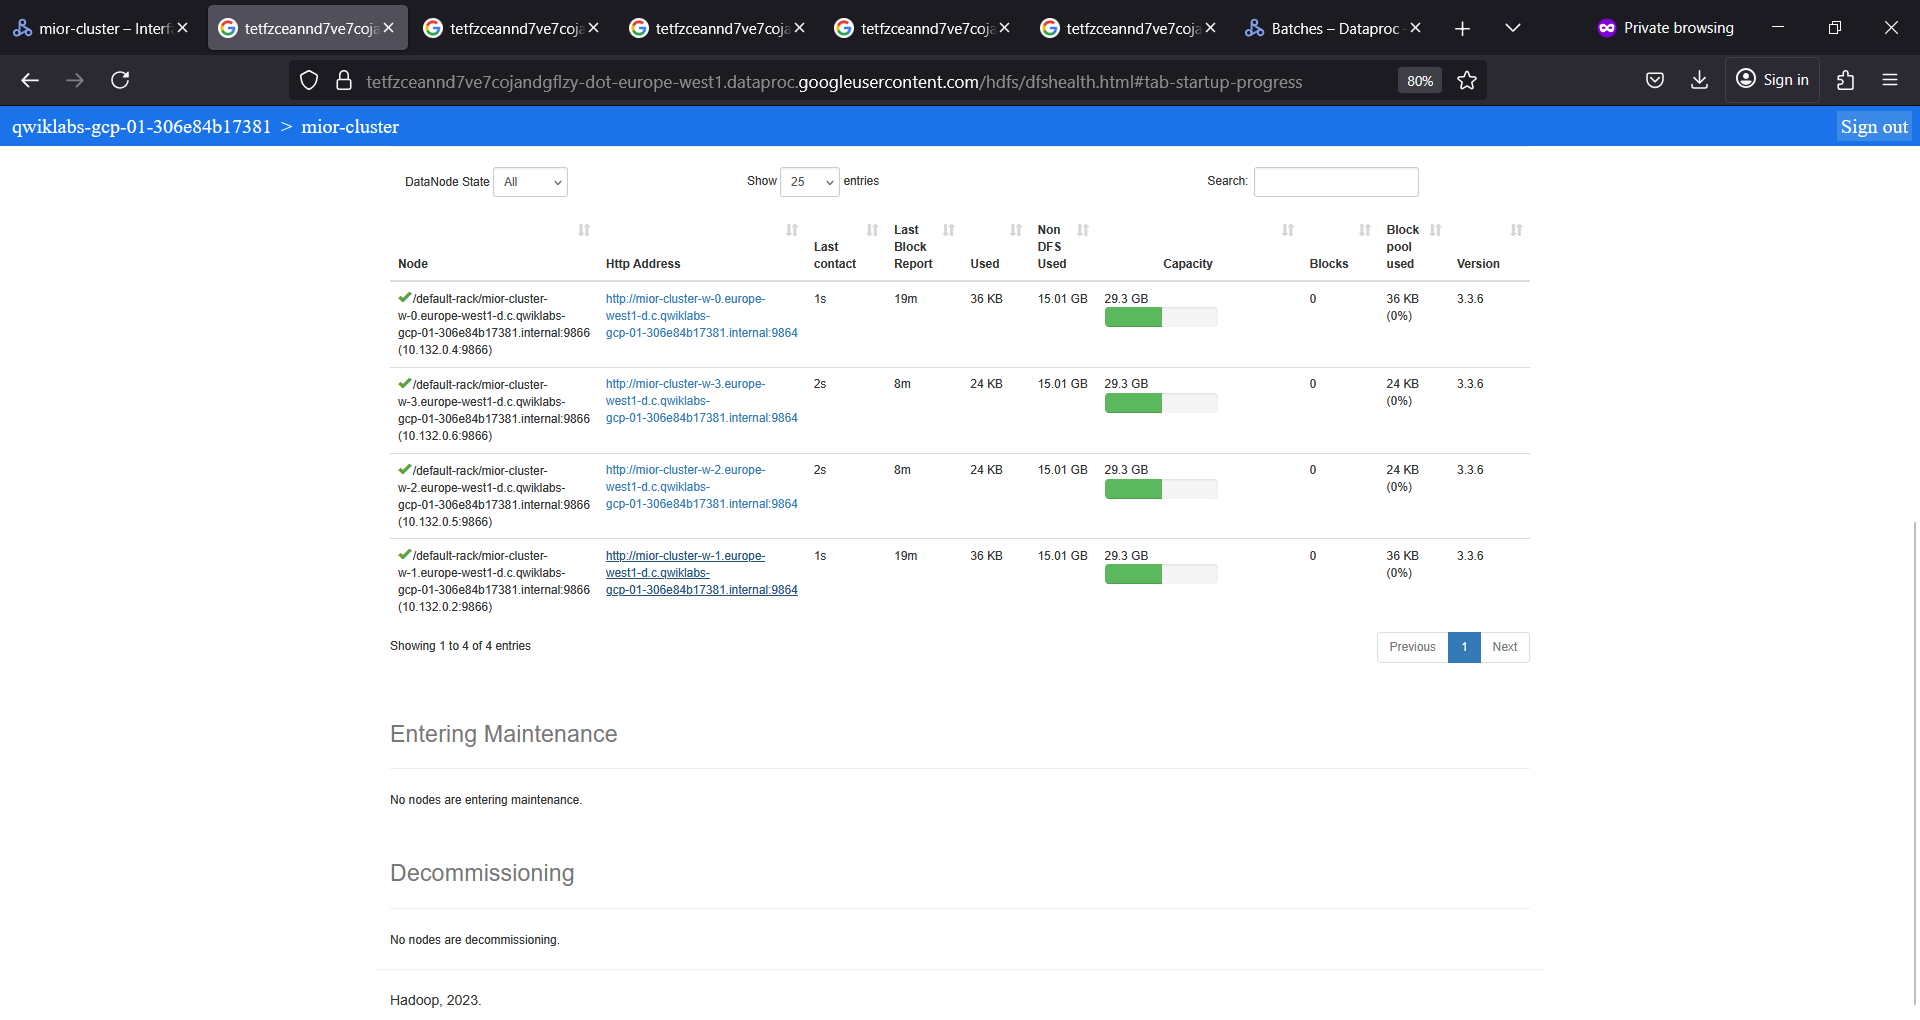 mior-cluster – Interf
tetfzceannd7ve7coja
tetfzceannd7ve7coja
tetfzceannd7ve7coja
tetfzceannd7ve7coja
tetfzceannd7ve7coja
Batches – Dataproc
Private browsing
tetfzceannd7ve7cojandgflzy-dot-europe-west1.dataproc.googleusercontent.com/hdfs/dfshealth.html#tab-startup-progress
80%
Sign in
qwiklabs-gcp-01-306e84b17381 > mior-cluster
Sign out
DataNode State All
Show 25 entries
Search:
Node
Http Address
Last contact
Last Block Report
Used
Non DFS Used
Capacity
Blocks
Block pool used
Version
/default-rack/mior-cluster-
w-0.europe-west1-d.c.qwiklabs-
gcp-01-306e84b17381.internal:9866
(10.132.0.4:9866)
http://mior-cluster-w-0.europe-
west1-d.c.qwiklabs-
gcp-01-306e84b17381.internal:9864
1s
19m
36 KB
15.01 GB
29.3 GB
0
36 KB
(0%)
3.3.6
/default-rack/mior-cluster-
w-3.europe-west1-d.c.qwiklabs-
gcp-01-306e84b17381.internal:9866
(10.132.0.6:9866)
http://mior-cluster-w-3.europe-
west1-d.c.qwiklabs-
gcp-01-306e84b17381.internal:9864
2s
8m
24 KB
15.01 GB
29.3 GB
0
24 KB
(0%)
3.3.6
/default-rack/mior-cluster-
w-2.europe-west1-d.c.qwiklabs-
gcp-01-306e84b17381.internal:9866
(10.132.0.5:9866)
http://mior-cluster-w-2.europe-
west1-d.c.qwiklabs-
gcp-01-306e84b17381.internal:9864
2s
8m
24 KB
15.01 GB
29.3 GB
0
24 KB
(0%)
3.3.6
/default-rack/mior-cluster-
w-1.europe-west1-d.c.qwiklabs-
gcp-01-306e84b17381.internal:9866
(10.132.0.2:9866)
http://mior-cluster-w-1.europe-
west1-d.c.qwiklabs-
gcp-01-306e84b17381.internal:9864
1s
19m
36 KB
15.01 GB
29.3 GB
0
36 KB
(0%)
3.3.6
Showing 1 to 4 of 4 entries
Previous 1 Next
Entering Maintenance
No nodes are entering maintenance.
Decommissioning
No nodes are decommissioning.
Hadoop, 2023.